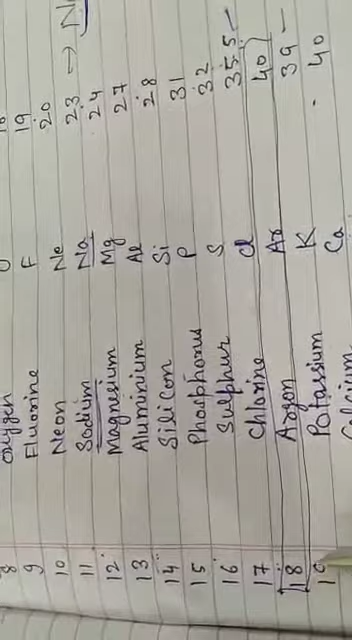 8 Oxygen O 16
9 Fluorine F 19
10 Neon Ne 20
11 Sodium Na 23 →
12 Magnesium Mg 24
13 Aluminium Al 27
14 Silicon Si 28
15 Phosphorus P 31
16 Sulphur S 32
17 Chlorine Cl 35.5 –
18 Argon Ar 40
19 Potassium K 39 –
Calcium Ca 40